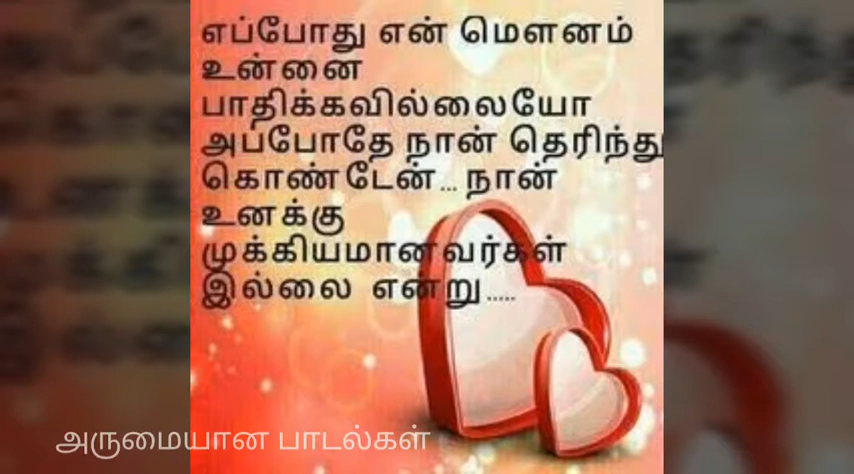 எப்போது என் மௌனம்
உன்னை
பாதிக்கவில்லையோ
அப்போதே நான் தெரிந்து
கொண்டேன்... நான்
உனக்கு
முக்கியமானவர்கள்
இல்லை என்று.....
அருமையான பாடல்கள்